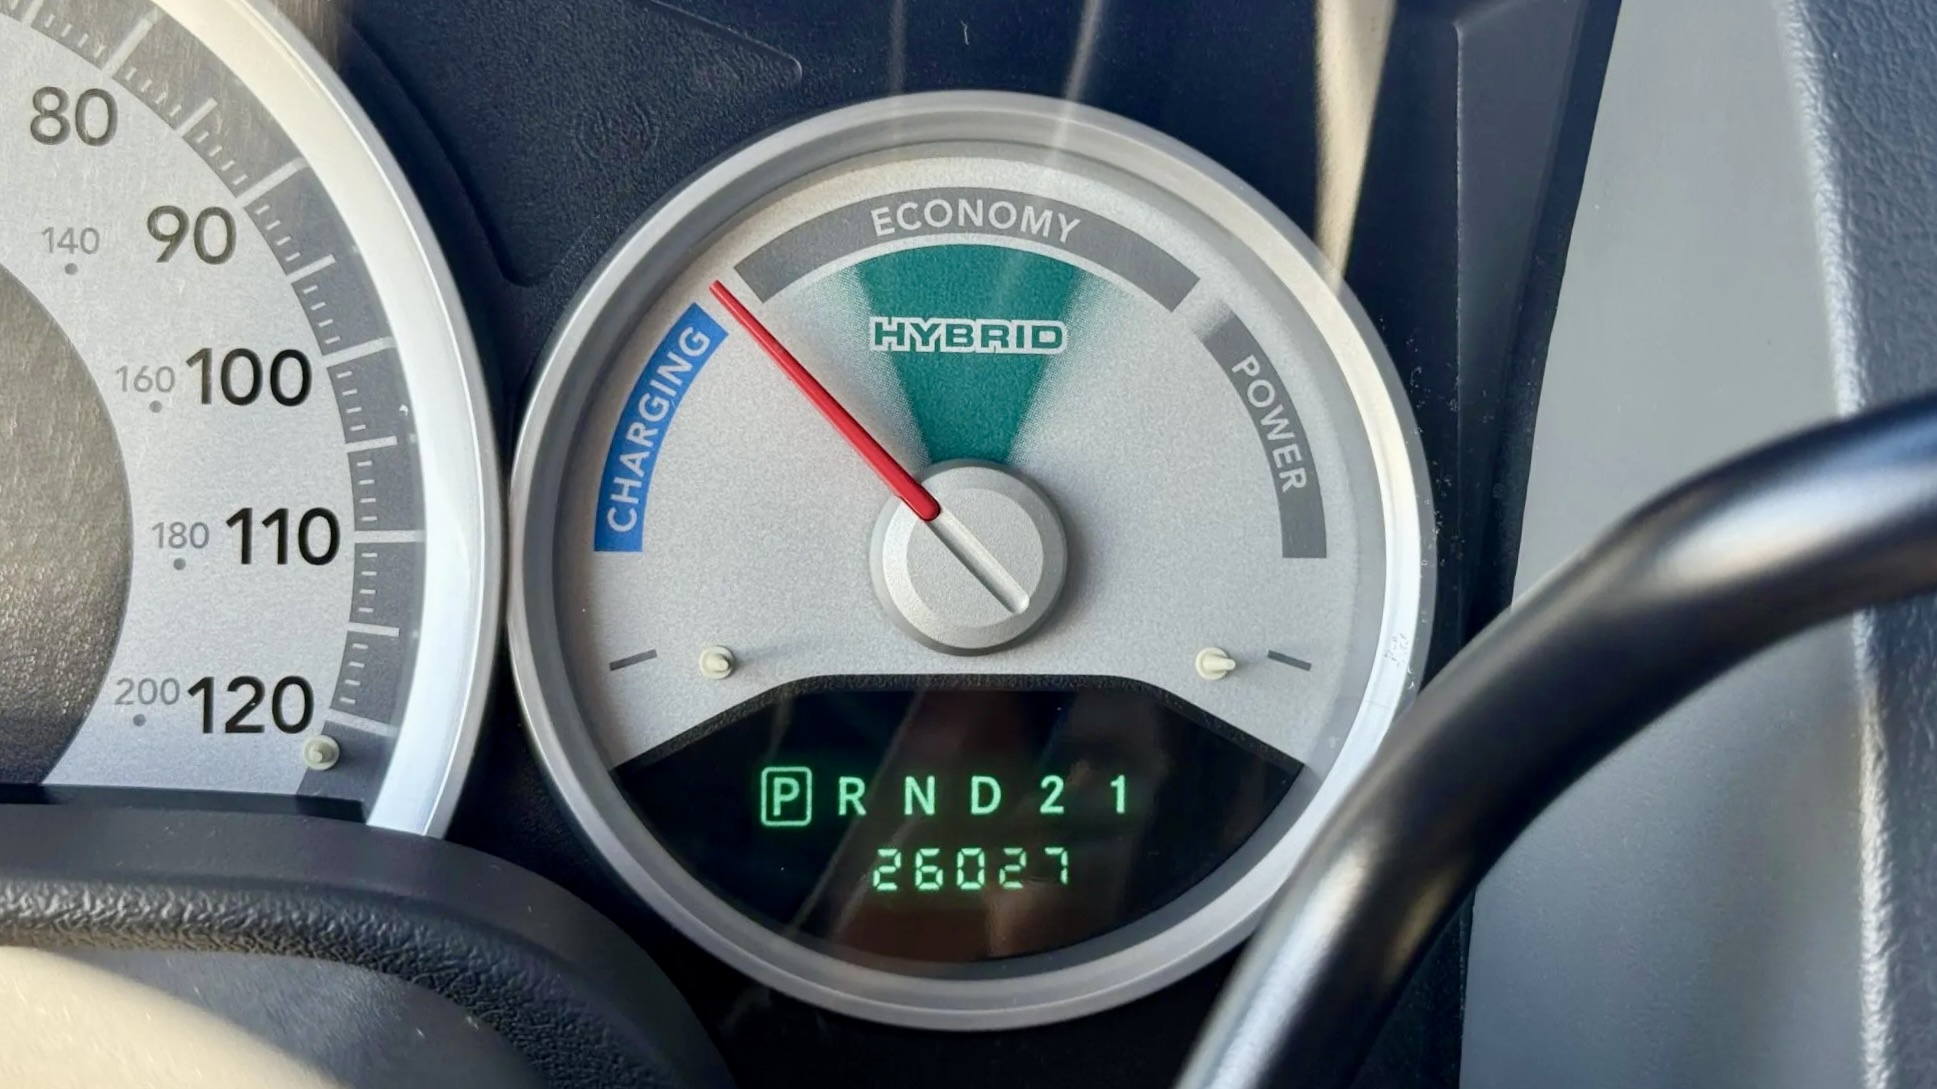 80
140 90
160 100
180 110
200 120
ECONOMY
HYBRID
CHARGING
POWER
P R N D 2 1
26027